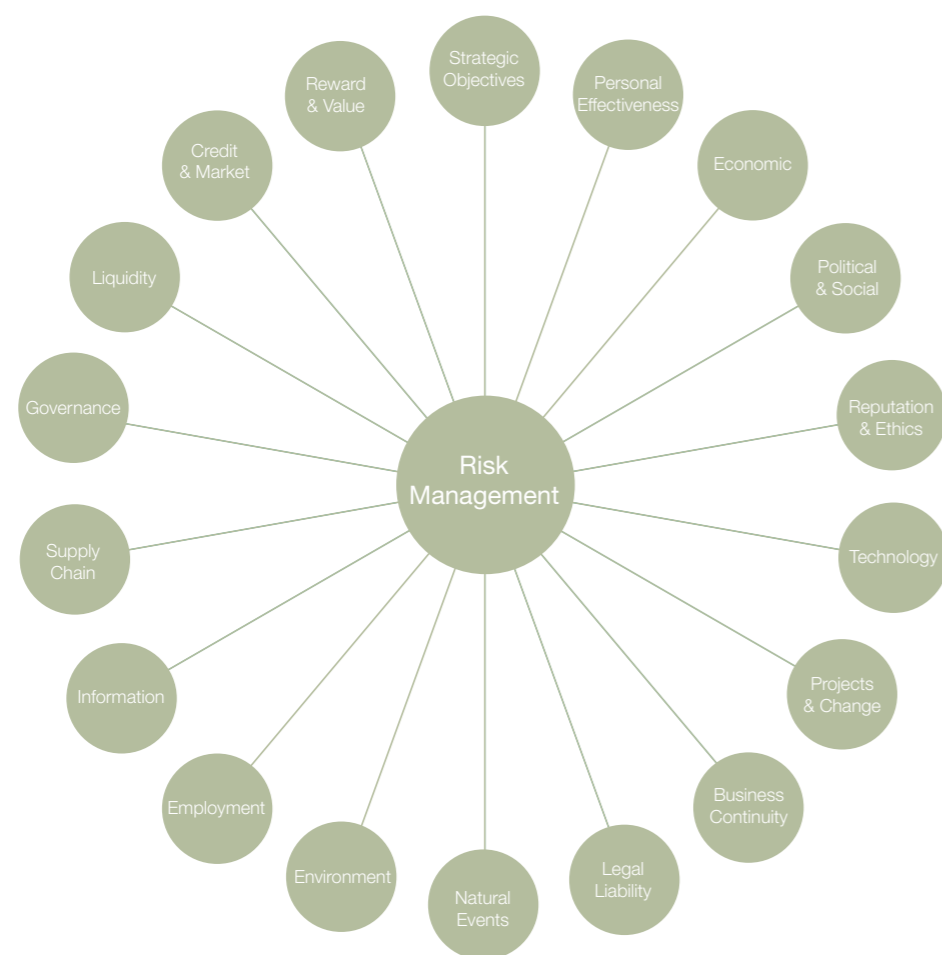 Strategic
Objectives
Personal
Effectiveness
Economic
Political
& Social
Reputation
& Ethics
Technology
Projects
& Change
Business
Continuity
Legal
Liability
Natural
Events
Environment
Employment
Information
Supply
Chain
Governance
Liquidity
Credit
& Market
Reward
& Value
Risk
Management